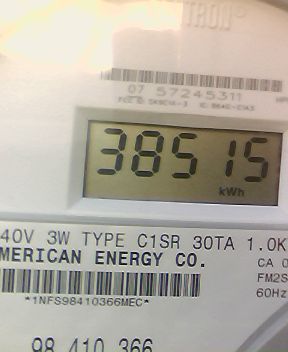 TRON®
07 57245311
38515
kWh
40V 3W TYPE C1SR 30TA 1.0K
MERICAN ENERGY CO.
CA 0
FM2S
60Hz
*1NFS98410366MEC*
98 410 366